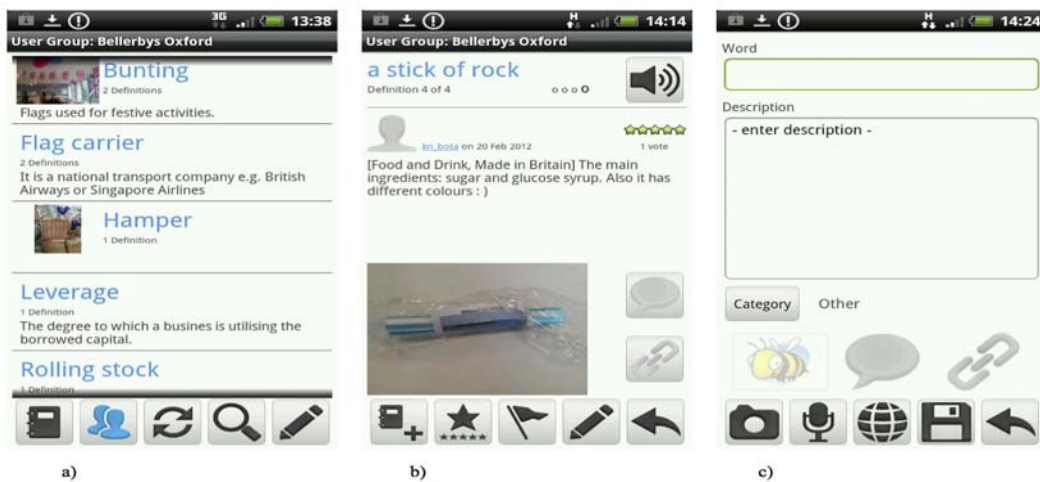 3G 13:38
User Group: Bellerbys Oxford
Bunting
2 Definitions
Flags used for festive activities.
Flag carrier
2 Definitions
It is a national transport company e.g. British
Airways or Singapore Airlines
Hamper
1 Definition
Leverage
1 Definition
The degree to which a busines is utilising the
borrowed capital.
Rolling stock
1 Definition
a)
H 14:14
User Group: Bellerbys Oxford
a stick of rock
Definition 4 of 4
o o o O
kn_bota on 20 Feb 2012
1 vote
[Food and Drink, Made in Britain] The main
ingredients: sugar and glucose syrup. Also it has
different colours : )
b)
H 14:24
Word
Description
- enter description -
Category Other
c)